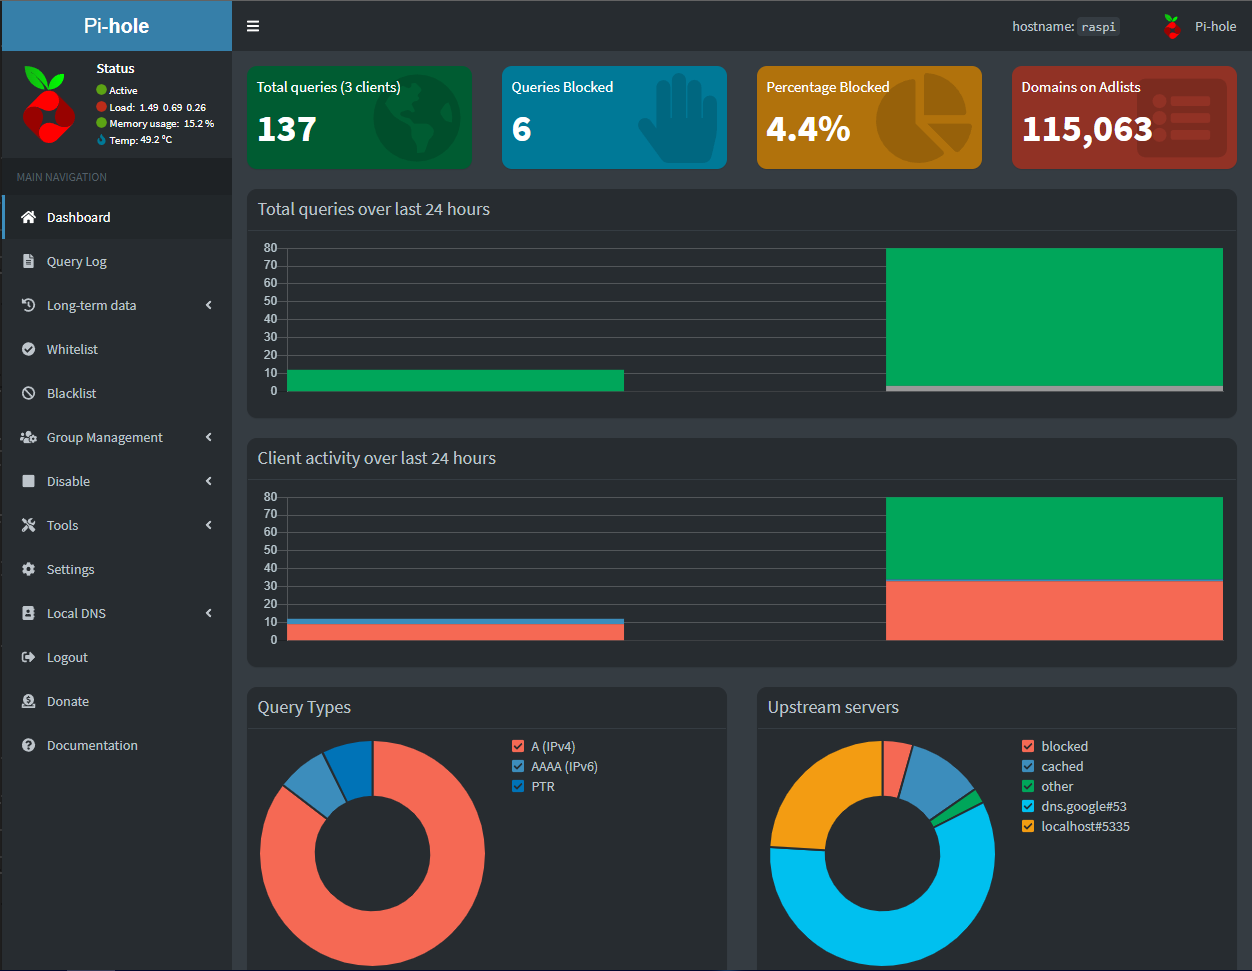 Pi-hole
hostname: raspi
Pi-hole
Status
Active
Load: 1.49 0.69 0.26
Memory usage: 15.2 %
Temp: 49.2 °C
MAIN NAVIGATION
Dashboard
Query Log
Long-term data
Whitelist
Blacklist
Group Management
Disable
Tools
Settings
Local DNS
Logout
Donate
Documentation
Total queries (3 clients)
137
Queries Blocked
6
Percentage Blocked
4.4%
Domains on Adlists
115,063
Total queries over last 24 hours
80
70
60
50
40
30
20
10
0
Client activity over last 24 hours
80
70
60
50
40
30
20
10
0
Query Types
A (IPv4)
AAAA (IPv6)
PTR
Upstream servers
blocked
cached
other
dns.google#53
localhost#5335